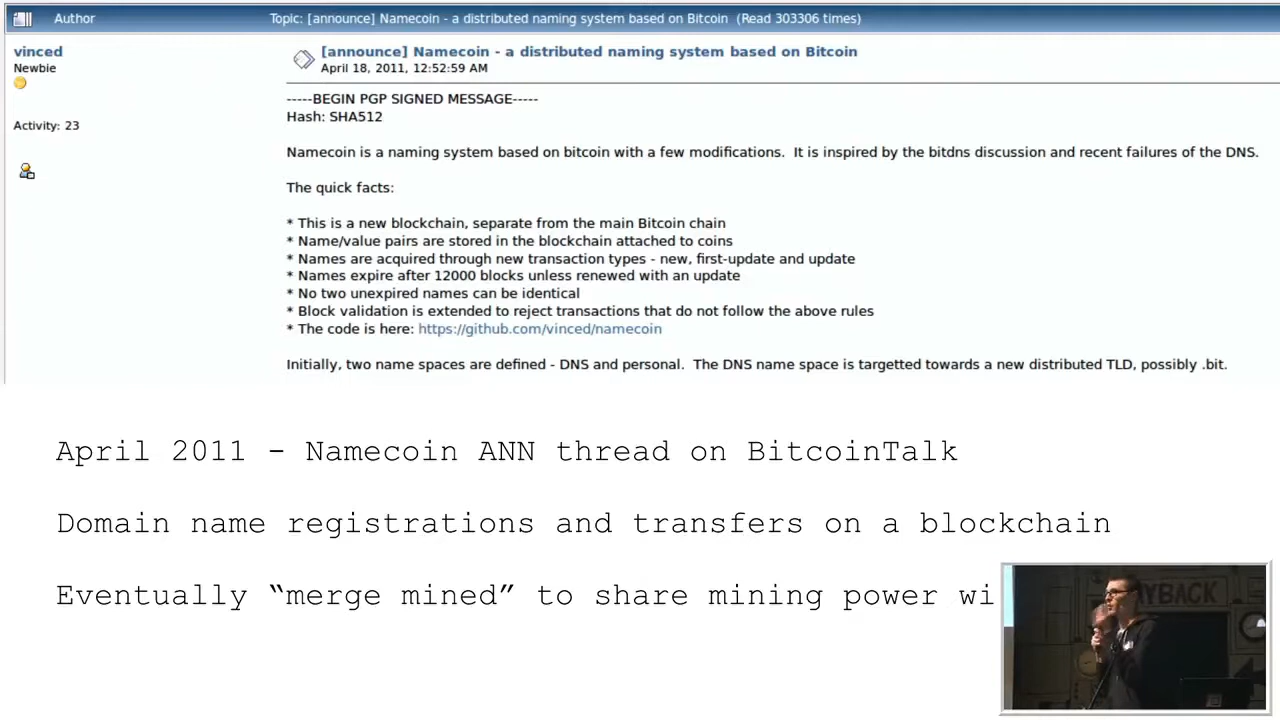 Author Topic: [announce] Namecoin - a distributed naming system based on Bitcoin (Read 303306 times)
vinced
Newbie
Activity: 23
[announce] Namecoin - a distributed naming system based on Bitcoin
April 18, 2011, 12:52:59 AM
-----BEGIN PGP SIGNED MESSAGE-----
Hash: SHA512
Namecoin is a naming system based on bitcoin with a few modifications. It is inspired by the bitdns discussion and recent failures of the DNS.
The quick facts:
* This is a new blockchain, separate from the main Bitcoin chain
* Name/value pairs are stored in the blockchain attached to coins
* Names are acquired through new transaction types - new, first-update and update
* Names expire after 12000 blocks unless renewed with an update
* No two unexpired names can be identical
* Block validation is extended to reject transactions that do not follow the above rules
* The code is here: https://github.com/vinced/namecoin
Initially, two name spaces are defined - DNS and personal. The DNS name space is targetted towards a new distributed TLD, possibly .bit.
April 2011 - Namecoin ANN thread on BitcoinTalk
Domain name registrations and transfers on a blockchain
Eventually “merge mined” to share mining power wi